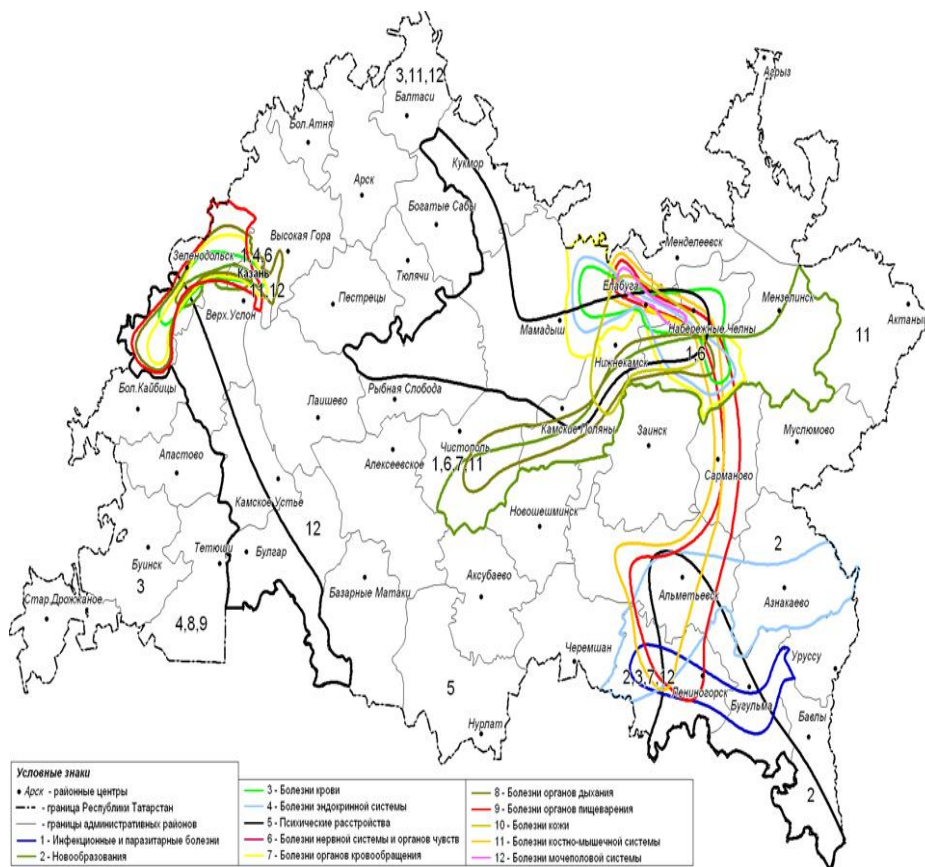 Агрыз
3,11,12
Балтаси
Бол.Атня
Кукмор
Арск
Богатые Сабы
Высокая Гора
Менделеевск
Зеленодольск
1,4,6
Казань
Тюлячи
Елабуга
11,12
Верх.Услон
Пестрецы
Мензелинск
Актаныш
Мамадыш
Набережные Челны
11
Нижнекамск
1,6
Бол.Кайбицы
Рыбная Слобода
Лаишево
Камские Поляны
Муслюмово
Чистополь
Заинск
Алексеевское
Апастово
1,6,7,11
Сарманово
Камское Устье
Новошешминск
12
2
Тетюши
Булгар
Буинск
3
Аксубаево
Базарные Матаки
Альметьевск
Азнакаево
Стар.Дрожжаное
4,8,9
Черемшан
Уруссу
2,3,7,12
Лениногорск
5
Бугульма
Бавлы
Нурлат
2
Условные знаки
Арск - районные центры
- граница Республики Татарстан
- границы административных районов
1 - Инфекционные и паразитарные болезни
2 - Новообразования
3 - Болезни крови
4 - Болезни эндокринной системы
5 - Психические расстройства
6 - Болезни нервной системы и органов чувств
7 - Болезни органов кровообращения
8 - Болезни органов дыхания
9 - Болезни органов пищеварения
10 - Болезни кожи
11 - Болезни костно-мышечной системы
12 - Болезни мочеполовой системы